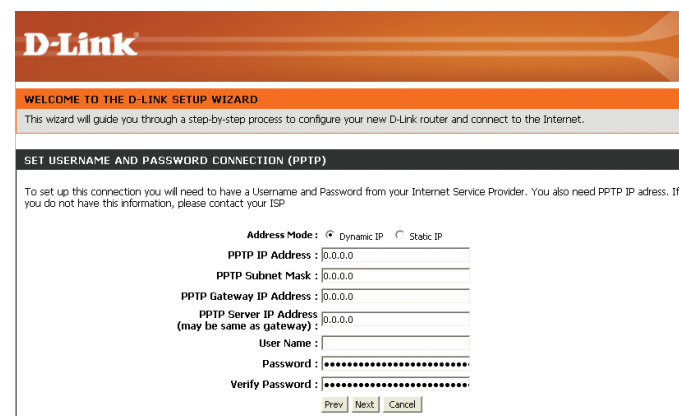 D-Link
WELCOME TO THE D-LINK SETUP WIZARD
This wizard will guide you through a step-by-step process to configure your new D-Link router and connect to the Internet.
SET USERNAME AND PASSWORD CONNECTION (PPTP)
To set up this connection you will need to have a Username and Password from your Internet Service Provider. You also need PPTP IP adress. If
you do not have this information, please contact your ISP
Address Mode : Dynamic IP Static IP
PPTP IP Address : 0.0.0.0
PPTP Subnet Mask : 0.0.0.0
PPTP Gateway IP Address : 0.0.0.0
PPTP Server IP Address
(may be same as gateway) : 0.0.0.0
User Name :
Password : ••••••••••••••••••••••••
Verify Password : ••••••••••••••••••••••••
Prev Next Cancel